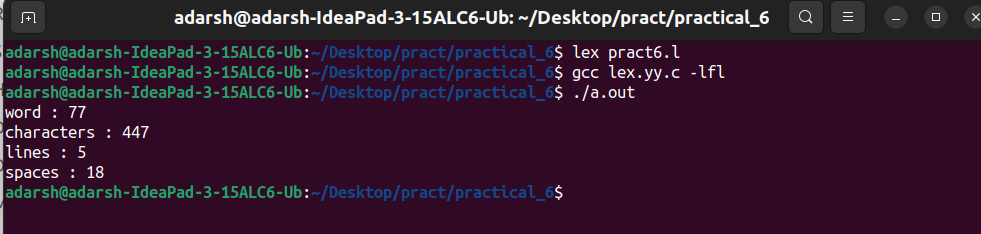 adarsh@adarsh-IdeaPad-3-15ALC6-Ub: ~/Desktop/pract/practical_6
adarsh@adarsh-IdeaPad-3-15ALC6-Ub:~/Desktop/pract/practical_6$ lex pract6.l
adarsh@adarsh-IdeaPad-3-15ALC6-Ub:~/Desktop/pract/practical_6$ gcc lex.yy.c -lfl
adarsh@adarsh-IdeaPad-3-15ALC6-Ub:~/Desktop/pract/practical_6$ ./a.out
word : 77
characters : 447
lines : 5
spaces : 18
adarsh@adarsh-IdeaPad-3-15ALC6-Ub:~/Desktop/pract/practical_6$